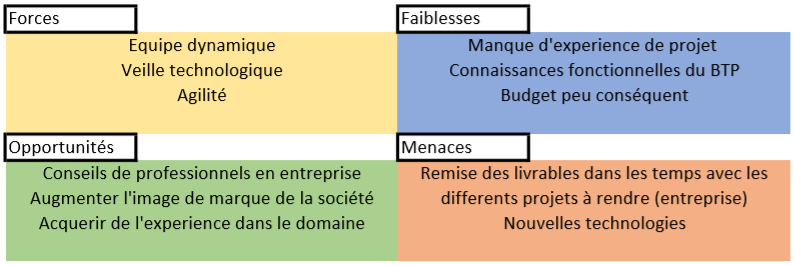 Forces
Equipe dynamique
Veille technologique
Agilité
Faiblesses
Manque d'experience de projet
Connaissances fonctionnelles du BTP
Budget peu conséquent
Opportunités
Conseils de professionnels en entreprise
Augmenter l'image de marque de la société
Acquerir de l'experience dans le domaine
Menaces
Remise des livrables dans les temps avec les
differents projets à rendre (entreprise)
Nouvelles technologies